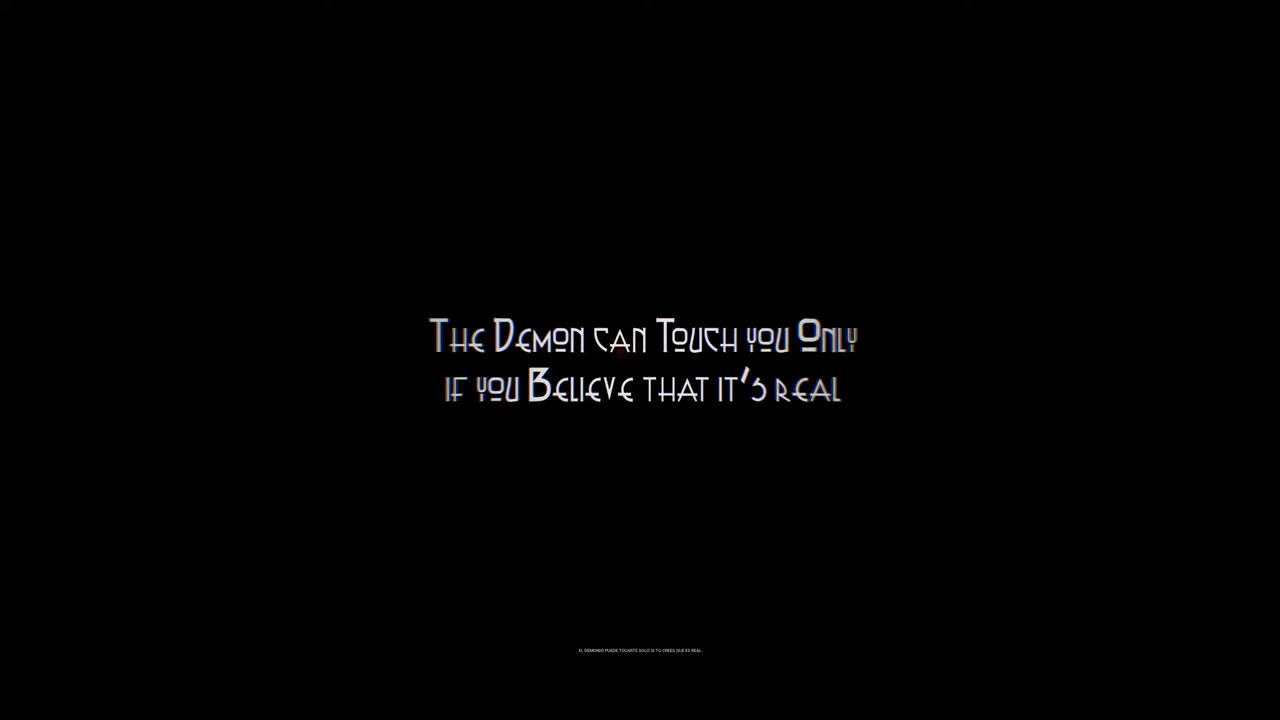 The Demon can Touch you Only
if you Believe that it's real
EL DEMONIO PUEDE TOCARTE SOLO SI TU CREES QUE ES REAL